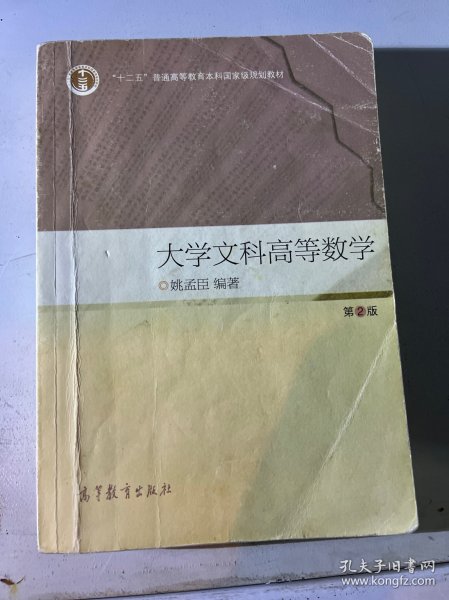 "十二五"普通高等教育本科国家级规划教材
大学文科高等数学
◎姚孟臣 编著
第2版
高等教育出版社
孔夫子旧书网
www.kongfz.com